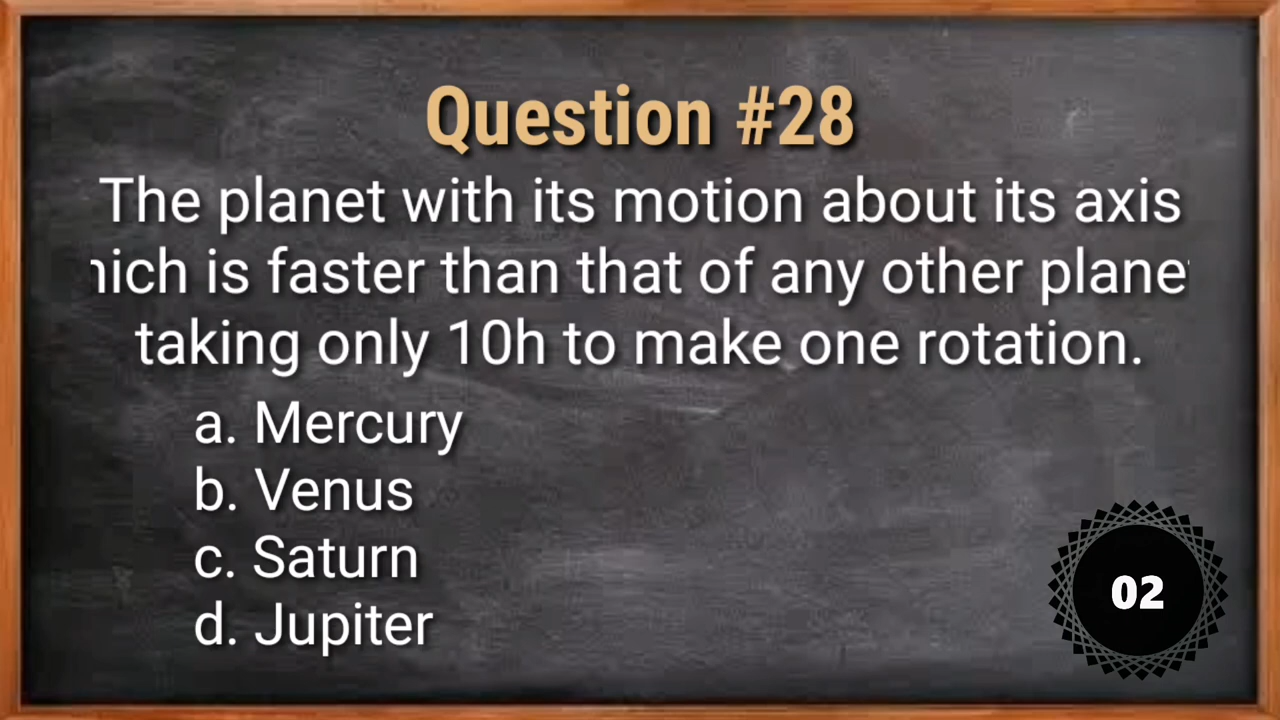 Question #28
The planet with its motion about its axis
is faster than that of any other
taking only 10h to make one rotation.
a. Mercury
b. Venus
c. Saturn
d. Jupiter
02